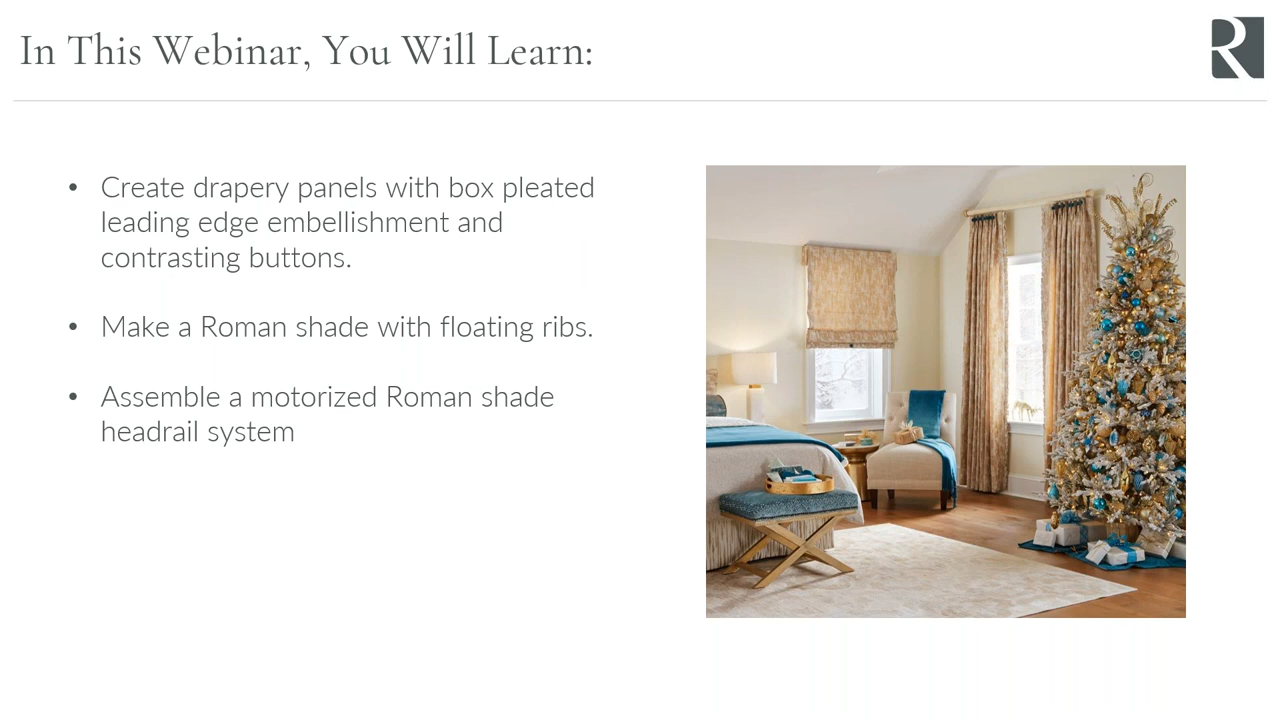 In This Webinar, You Will Learn:
R
• Create drapery panels with box pleated
leading edge embellishment and
contrasting buttons.
• Make a Roman shade with floating ribs.
• Assemble a motorized Roman shade
headrail system